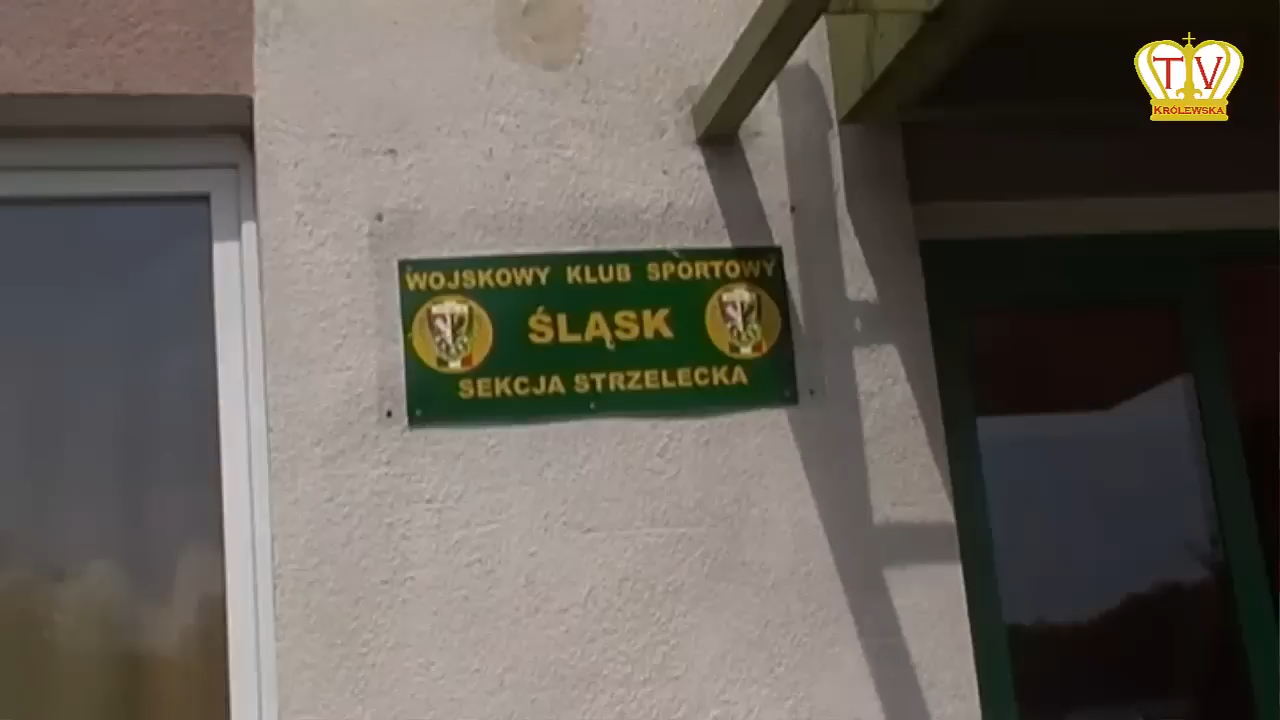 TV
KRÓLEWSKA
WOJSKOWY KLUB SPORTOWY
ŚLĄSK
SEKCJA STRZELECKA